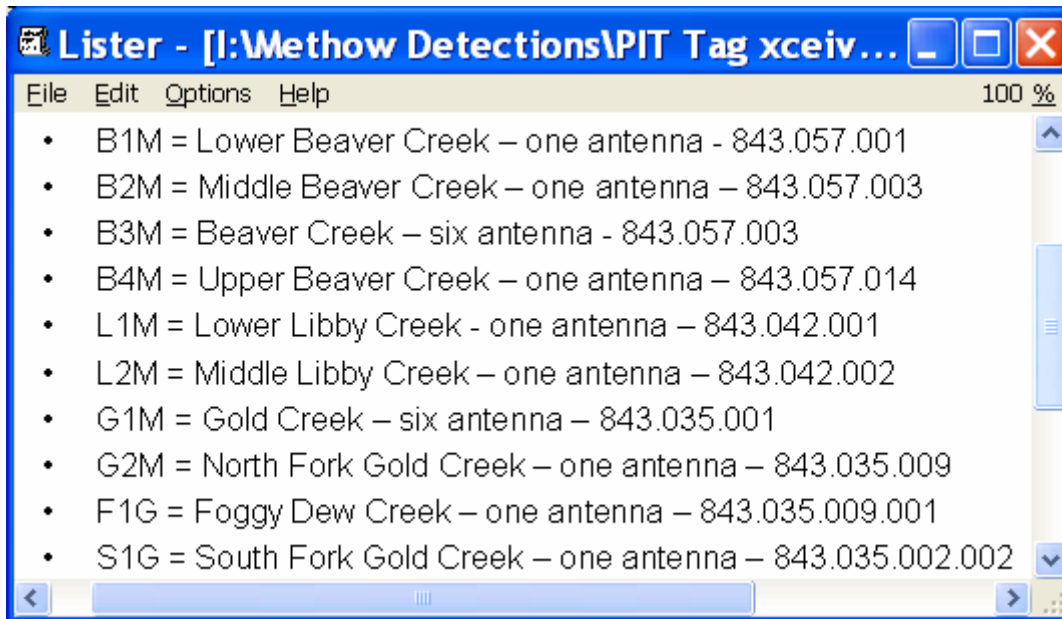 Lister - [I:\Methow Detections\PIT Tag xceiv...
File Edit Options Help 100 %
• B1M = Lower Beaver Creek – one antenna - 843.057.001
• B2M = Middle Beaver Creek – one antenna – 843.057.003
• B3M = Beaver Creek – six antenna - 843.057.003
• B4M = Upper Beaver Creek – one antenna – 843.057.014
• L1M = Lower Libby Creek - one antenna – 843.042.001
• L2M = Middle Libby Creek – one antenna – 843.042.002
• G1M = Gold Creek – six antenna – 843.035.001
• G2M = North Fork Gold Creek – one antenna – 843.035.009
• F1G = Foggy Dew Creek – one antenna – 843.035.009.001
• S1G = South Fork Gold Creek – one antenna – 843.035.002.002